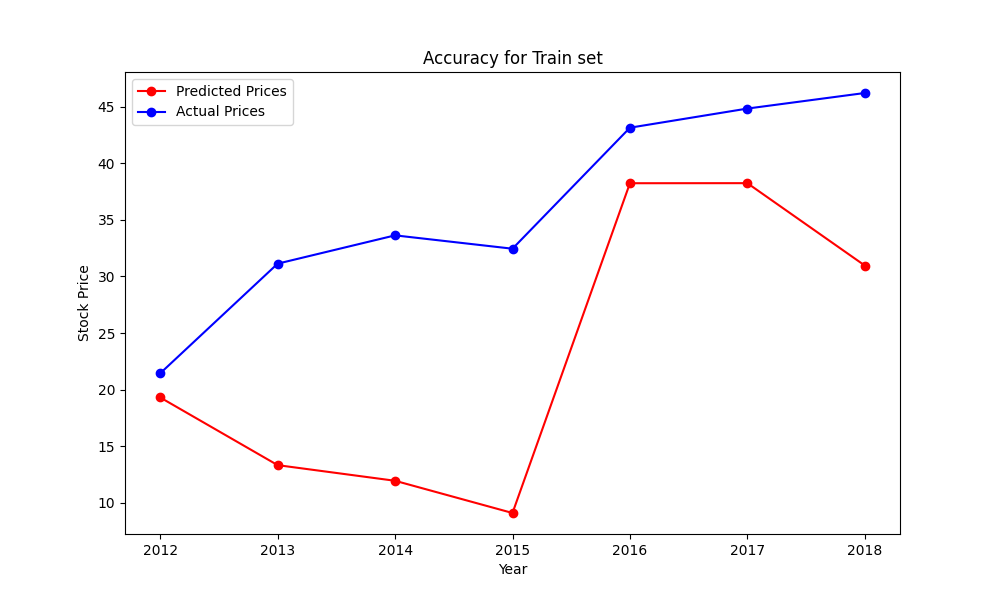 Accuracy for Train set
Predicted Prices
Actual Prices
45
40
35
30
25
20
15
10
Stock Price
2012 2013 2014 2015 2016 2017 2018
Year